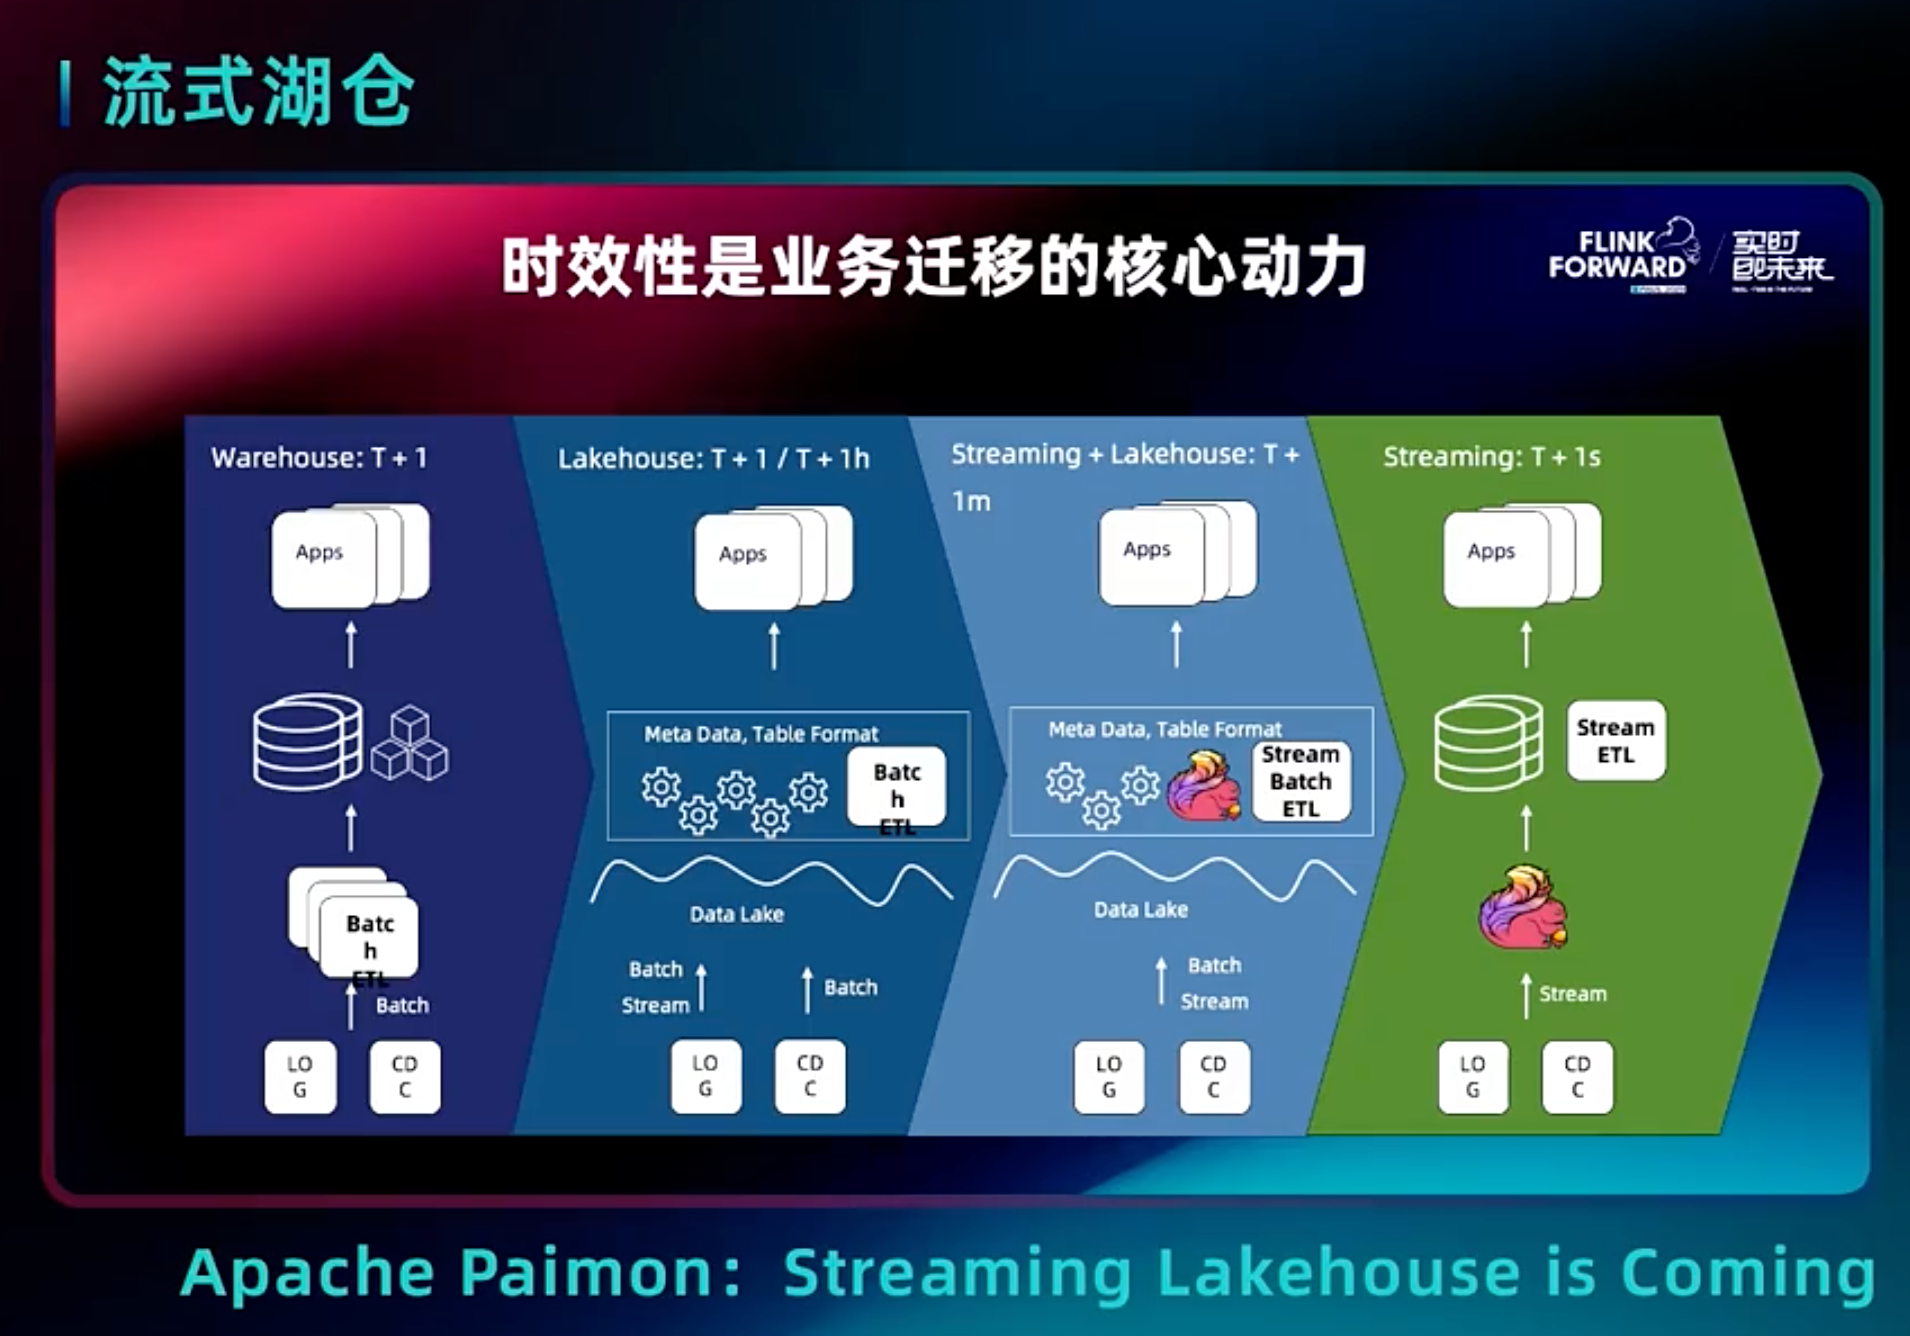 流式湖仓
时效性是业务迁移的核心动力
FLINK
FORWARD
实时
即未来
Warehouse: T + 1
Apps
Batc
h
ETL
Batch
LO
G
CD
C
Lakehouse: T + 1 / T + 1h
Apps
Meta Data, Table Format
Batc
h
ETL
Data Lake
Batch
Stream
Batch
LO
G
CD
C
Streaming + Lakehouse: T +
1m
Apps
Meta Data, Table Format
Stream
Batch
ETL
Data Lake
Batch
Stream
LO
G
CD
C
Streaming: T + 1s
Apps
Stream
ETL
Stream
LO
G
CD
C
Apache Paimon: Streaming Lakehouse is Coming